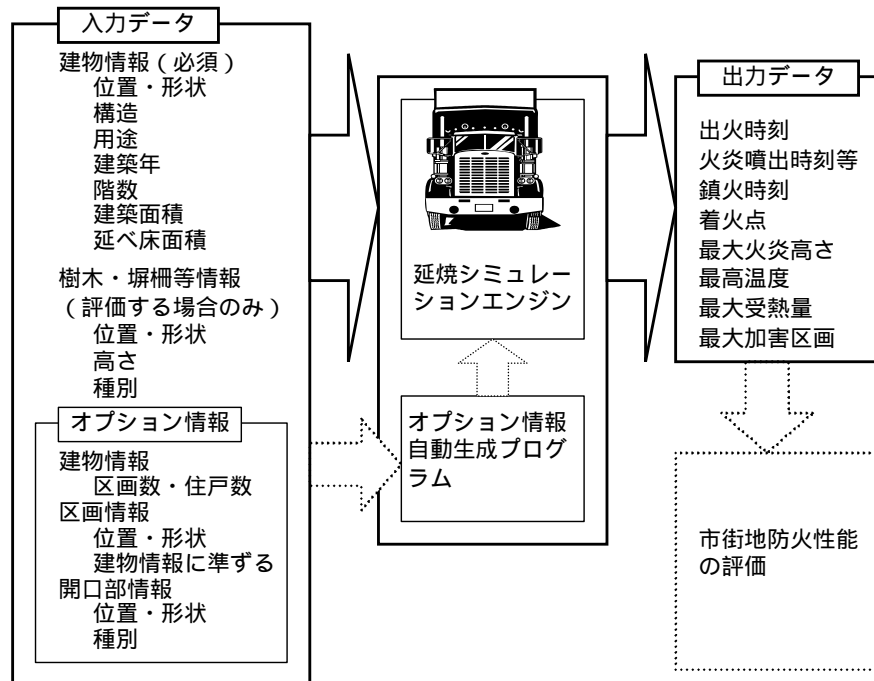 入力データ
建物情報(必須)
位置・形状
構造
用途
建築年
階数
建築面積
延べ床面積
樹木・塀柵等情報
(評価する場合のみ)
位置・形状
高さ
種別
オプション情報
建物情報
区画数・住戸数
区画情報
位置・形状
建物情報に準ずる
開口部情報
位置・形状
種別
延焼シミュレー
ションエンジン
オプション情報
自動生成プログ
ラム
出力データ
出火時刻
火炎噴出時刻等
鎮火時刻
着火点
最大火炎高さ
最高温度
最大受熱量
最大加害区画
市街地防火性能
の評価